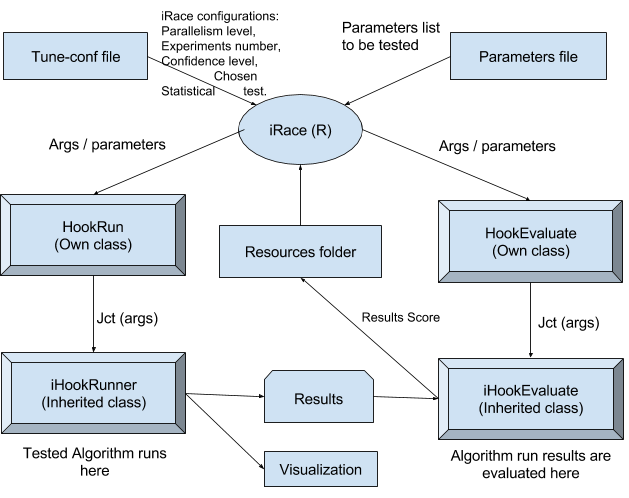 iRace configurations:
Parallelism level,
Experiments number,
Confidence level,
Chosen
Statistical test.
Parameters list
to be tested
Tune-conf file
Parameters file
iRace (R)
Args / parameters
Args / parameters
HookRun
(Own class)
Resources folder
HookEvaluate
(Own class)
Jct (args)
Results Score
Jct (args)
iHookRunner
(Inherited class)
Results
iHookEvaluate
(Inherited class)
Tested Algorithm runs
here
Visualization
Algorithm run results are
evaluated here